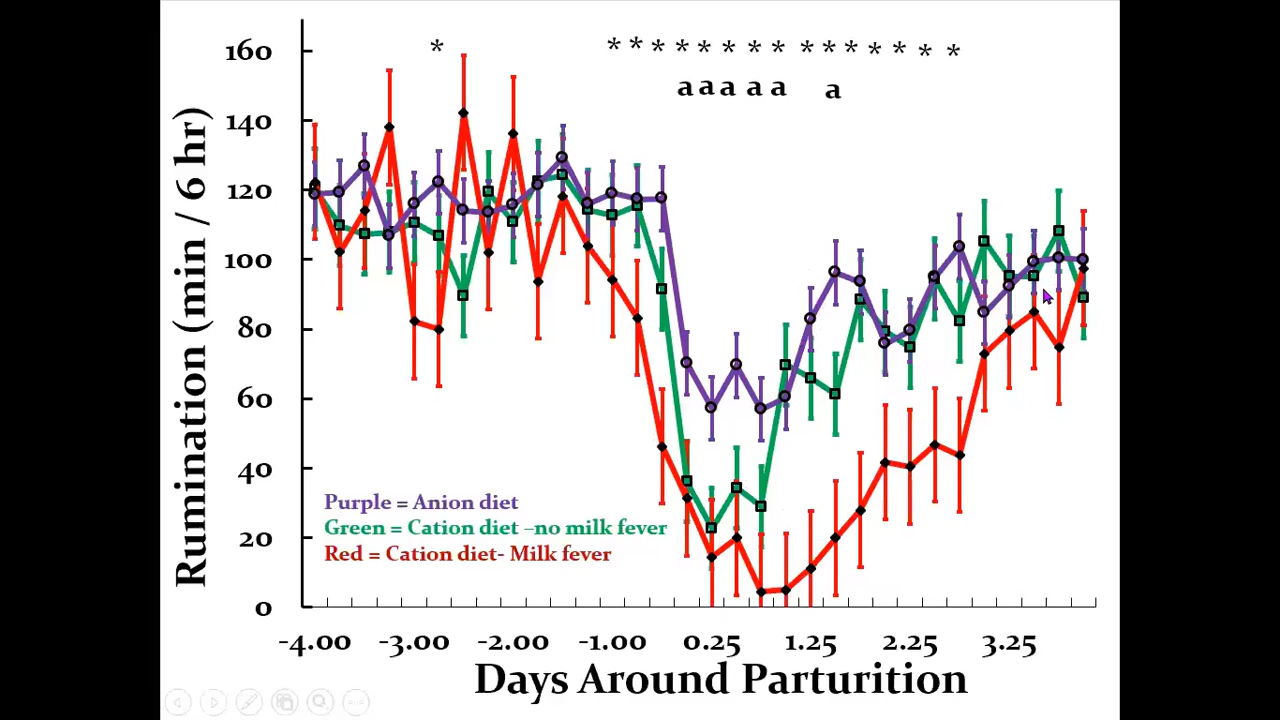 160
* * * * * * * * * * * * * * * *
a a a a a a
140
120
100
80
60
40
20
0
Rumination (min / 6 hr)
Purple = Anion diet
Green = Cation diet –no milk fever
Red = Cation diet- Milk fever
-4.00 -3.00 -2.00 -1.00 0.25 1.25 2.25 3.25
Days Around Parturition